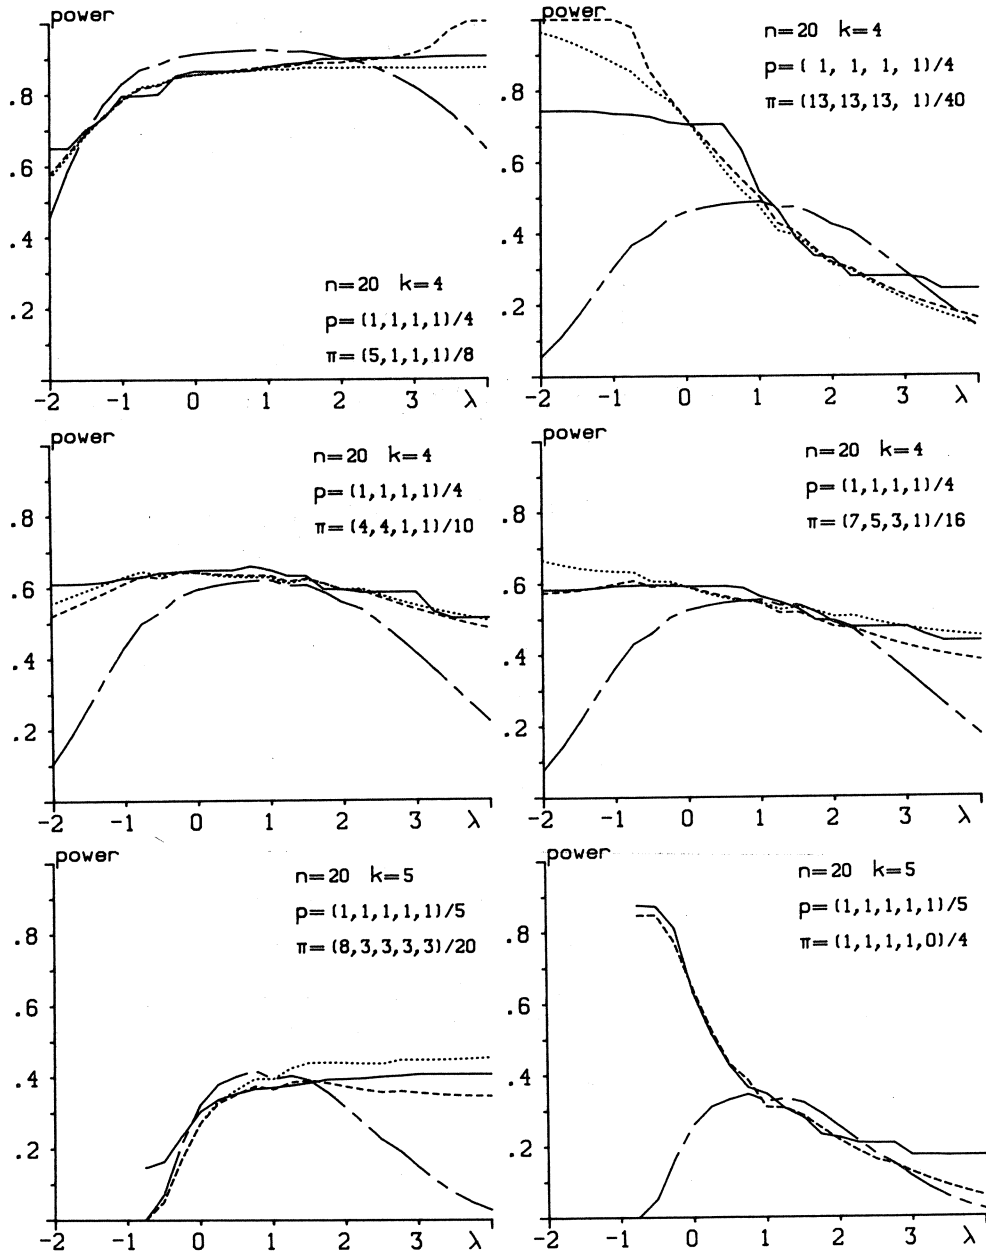 power
n=20 k=4
p=(1,1,1,1)/4
π=(5,1,1,1)/8
.8
.6
.4
.2
-2 -1 0 1 2 3 λ
power
n=20 k=4
p=( 1, 1, 1, 1)/4
π=(13,13,13, 1)/40
.8
.6
.4
.2
-2 -1 0 1 2 3 λ
power
n=20 k=4
p=(1,1,1,1)/4
π=(4,4,1,1)/10
.8
.6
.4
.2
-2 -1 0 1 2 3 λ
power
n=20 k=4
p=(1,1,1,1)/4
π=(7,5,3,1)/16
.8
.6
.4
.2
-2 -1 0 1 2 3 λ
power
n=20 k=5
p=(1,1,1,1,1)/5
π=(8,3,3,3,3)/20
.8
.6
.4
.2
-2 -1 0 1 2 3 λ
power
n=20 k=5
p=(1,1,1,1,1)/5
π=(1,1,1,1,0)/4
.8
.6
.4
.2
-2 -1 0 1 2 3 λ